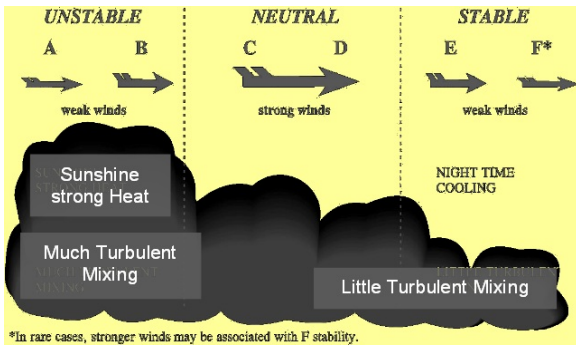 UNSTABLE NEUTRAL STABLE
A B C D E F*
weak winds strong winds weak winds
Sunshine
strong Heat
NIGHT TIME
COOLING
Much Turbulent
Mixing
Little Turbulent Mixing
*In rare cases, stronger winds may be associated with F stability.